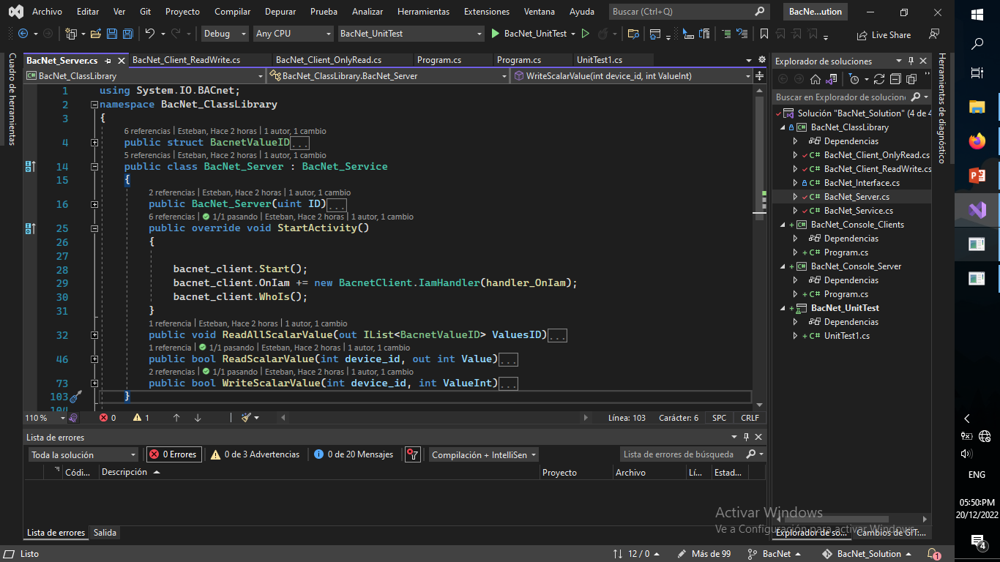 Archivo Editar Ver Git Proyecto Compilar Depurar Prueba Analizar Herramientas Extensiones Ventana Ayuda Buscar (Ctrl+Q) BacNe...ution
Debug Any CPU BacNet_UnitTest BacNet_UnitTest Live Share
Cuadro de herramientas
BacNet_Server.cs BacNet_Client_ReadWrite.cs BacNet_Client_OnlyRead.cs Program.cs Program.cs UnitTest1.cs
BacNet_ClassLibrary BacNet_ClassLibrary.BacNet_Server WriteScalarValue(int device_id, int ValueInt)
1 using System.IO.BACnet;
2 namespace BacNet_ClassLibrary
3 {
6 referencias | Esteban, Hace 2 horas | 1 autor, 1 cambio
4 public struct BacnetValueID...
5 referencias | Esteban, Hace 2 horas | 1 autor, 1 cambio
14 public class BacNet_Server : BacNet_Service
15 {
2 referencias | Esteban, Hace 2 horas | 1 autor, 1 cambio
16 public BacNet_Server(uint ID)...
6 referencias | 1/1 pasando | Esteban, Hace 2 horas | 1 autor, 1 cambio
25 public override void StartActivity()
26 {
27
28 bacnet_client.Start();
29 bacnet_client.OnIam += new BacnetClient.IamHandler(handler_OnIam);
30 bacnet_client.WhoIs();
31 }
1 referencia | Esteban, Hace 2 horas | 1 autor, 1 cambio
32 public void ReadAllScalarValue(out IList<BacnetValueID> ValuesID)...
1 referencia | 1/1 pasando | Esteban, Hace 2 horas | 1 autor, 1 cambio
46 public bool ReadScalarValue(int device_id, out int Value)...
2 referencias | 1/1 pasando | Esteban, Hace 2 horas | 1 autor, 1 cambio
73 public bool WriteScalarValue(int device_id, int ValueInt)...
103 }
104
110 % 0 1 Línea: 103 Carácter: 6 SPC CRLF
Lista de errores
Toda la solución 0 Errores 0 de 3 Advertencias 0 de 20 Mensajes Compilación + IntelliSen Lista de errores de búsqueda
Códi... Descripción Proyecto Archivo Lí... Estad...
Lista de errores Salida
Explorador de soluciones
Buscar en Explorador de solucione
Solución "BacNet_Solution" (4 de 4
BacNet_ClassLibrary
Dependencias
BacNet_Client_OnlyRead.cs
BacNet_Client_ReadWrite.cs
BacNet_Interface.cs
BacNet_Server.cs
BacNet_Service.cs
BacNet_Console_Clients
Dependencias
Program.cs
BacNet_Console_Server
Dependencias
Program.cs
BacNet_UnitTest
Dependencias
UnitTest1.cs
Explorador de so... Cambios de GIT:...
Herramientas de diagnóstico
Activar Windows
Ve a Configuración para activar Windows.
Listo 12 / 0 Más de 99 BacNet BacNet_Solution 1
ENG
05:50:PM
20/12/2022
4